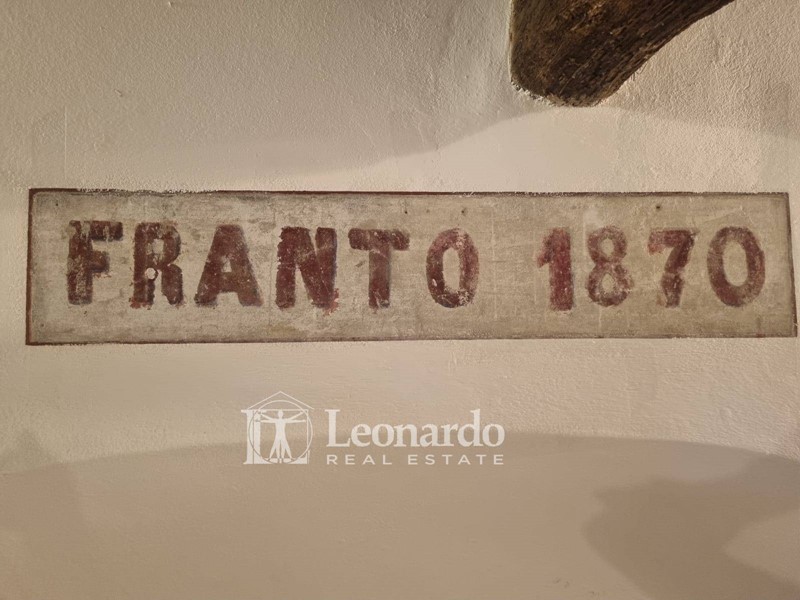 FRANTO 1870
Leonardo
REAL ESTATE